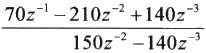 70z⁻¹ − 210z⁻² + 140z⁻³
150z⁻² − 140z⁻³